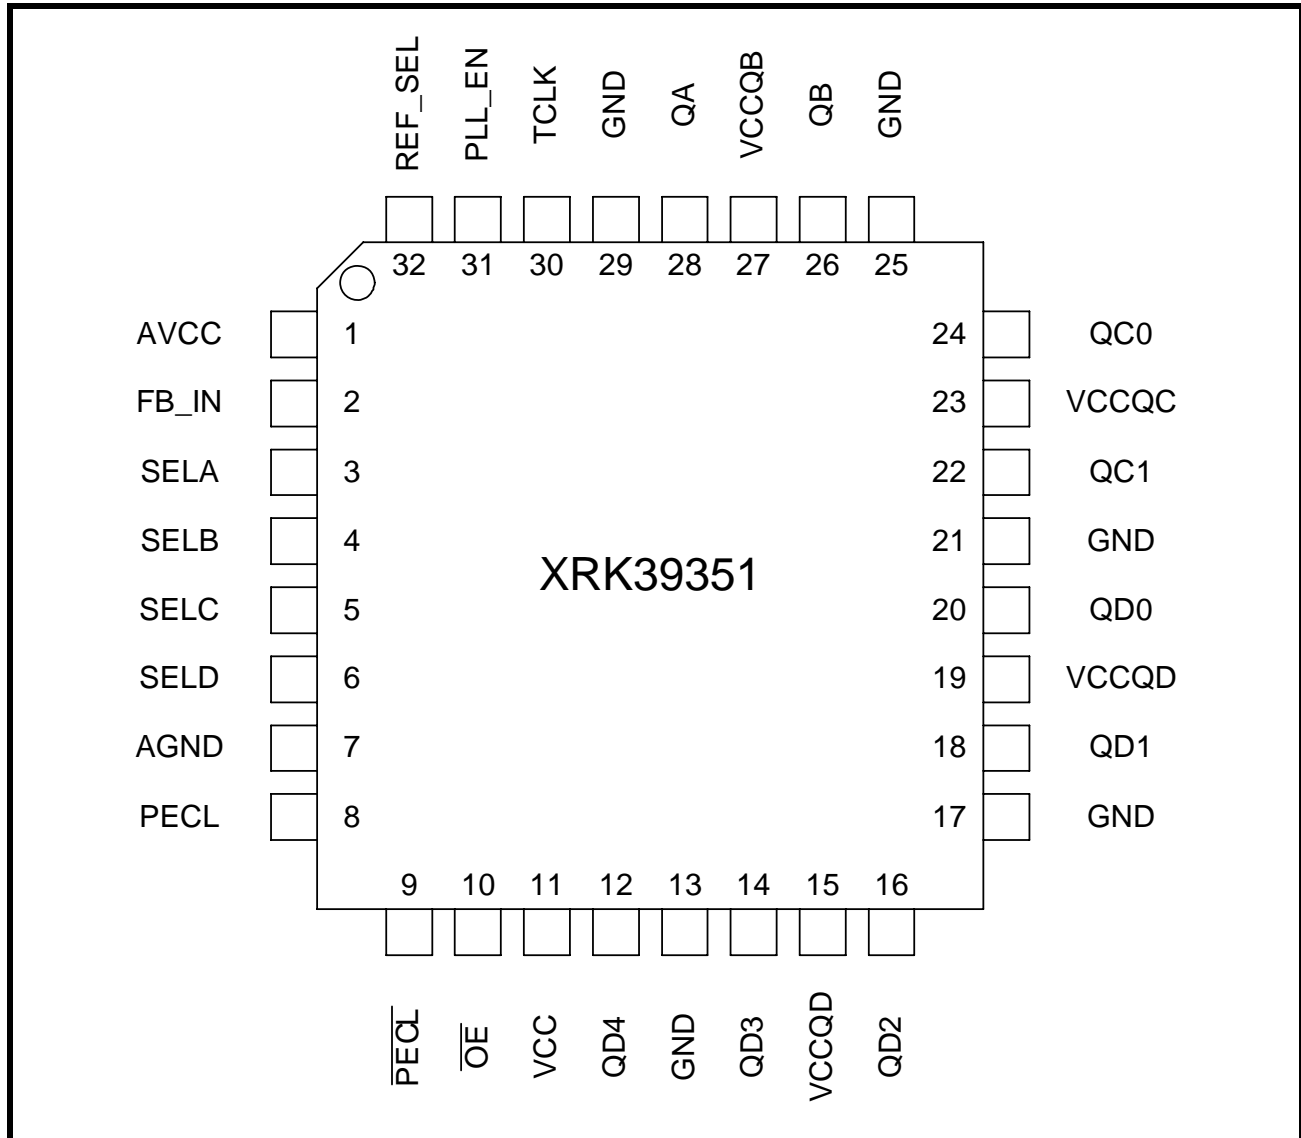 REF_SEL
PLL_EN
TCLK
GND
QA
VCCQB
QB
GND
32 31 30 29 28 27 26 25
AVCC 1 24 QC0
FB_IN 2 23 VCCQC
SELA 3 22 QC1
SELB 4 21 GND
XRK39351
SELC 5 20 QD0
SELD 6 19 VCCQD
AGND 7 18 QD1
PECL 8 17 GND
9 10 11 12 13 14 15 16
P̅E̅C̅L̅
O̅E̅
VCC
QD4
GND
QD3
VCCQD
QD2